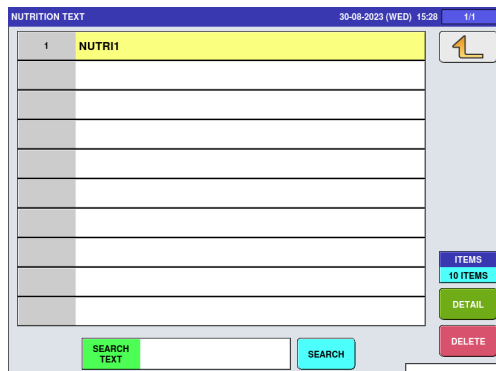 NUTRITION TEXT 30-08-2023 (WED) 15:28 1/1
1 NUTRI1
ITEMS
10 ITEMS
DETAIL
DELETE
SEARCH
TEXT
SEARCH